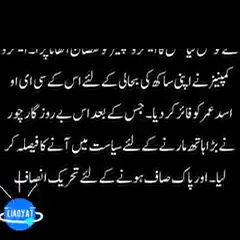 کمپنیز نے اپنی ساکھ کی بحالی کے لئے اس کے سی ای او
اسد عمر کو فائر کر دیا۔ جس کے بعد اس بے روزگار چور
نے بڑا ہاتھ مارنے کے لئے سیاست میں آنے کا فیصلہ کر
لیا۔ اور پاک صاف ہونے کے لئے تحریک انصاف
LIAQYAT